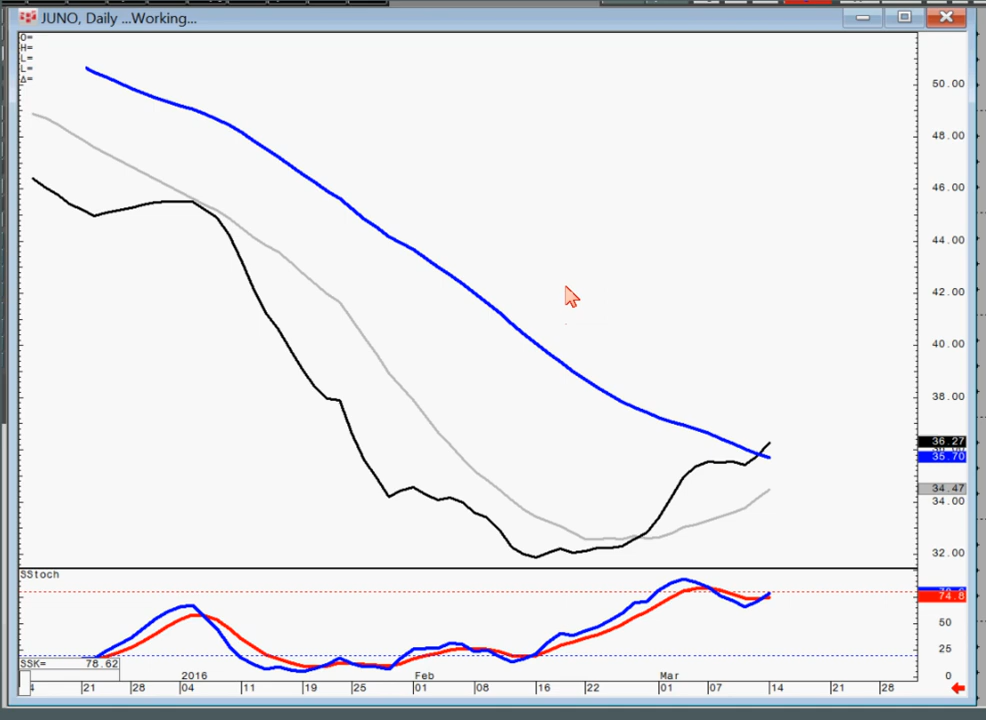 JUNO, Daily ...Working...
O=
H=
L=
L=
Δ=
50.00
48.00
46.00
44.00
42.00
40.00
38.00
36.27
35.70
34.47
34.00
32.00
SStoch
74.8
50
25
0
SSK= 78.62
2016 Feb Mar
21 28 04 11 19 25 01 08 16 22 01 07 14 21 28